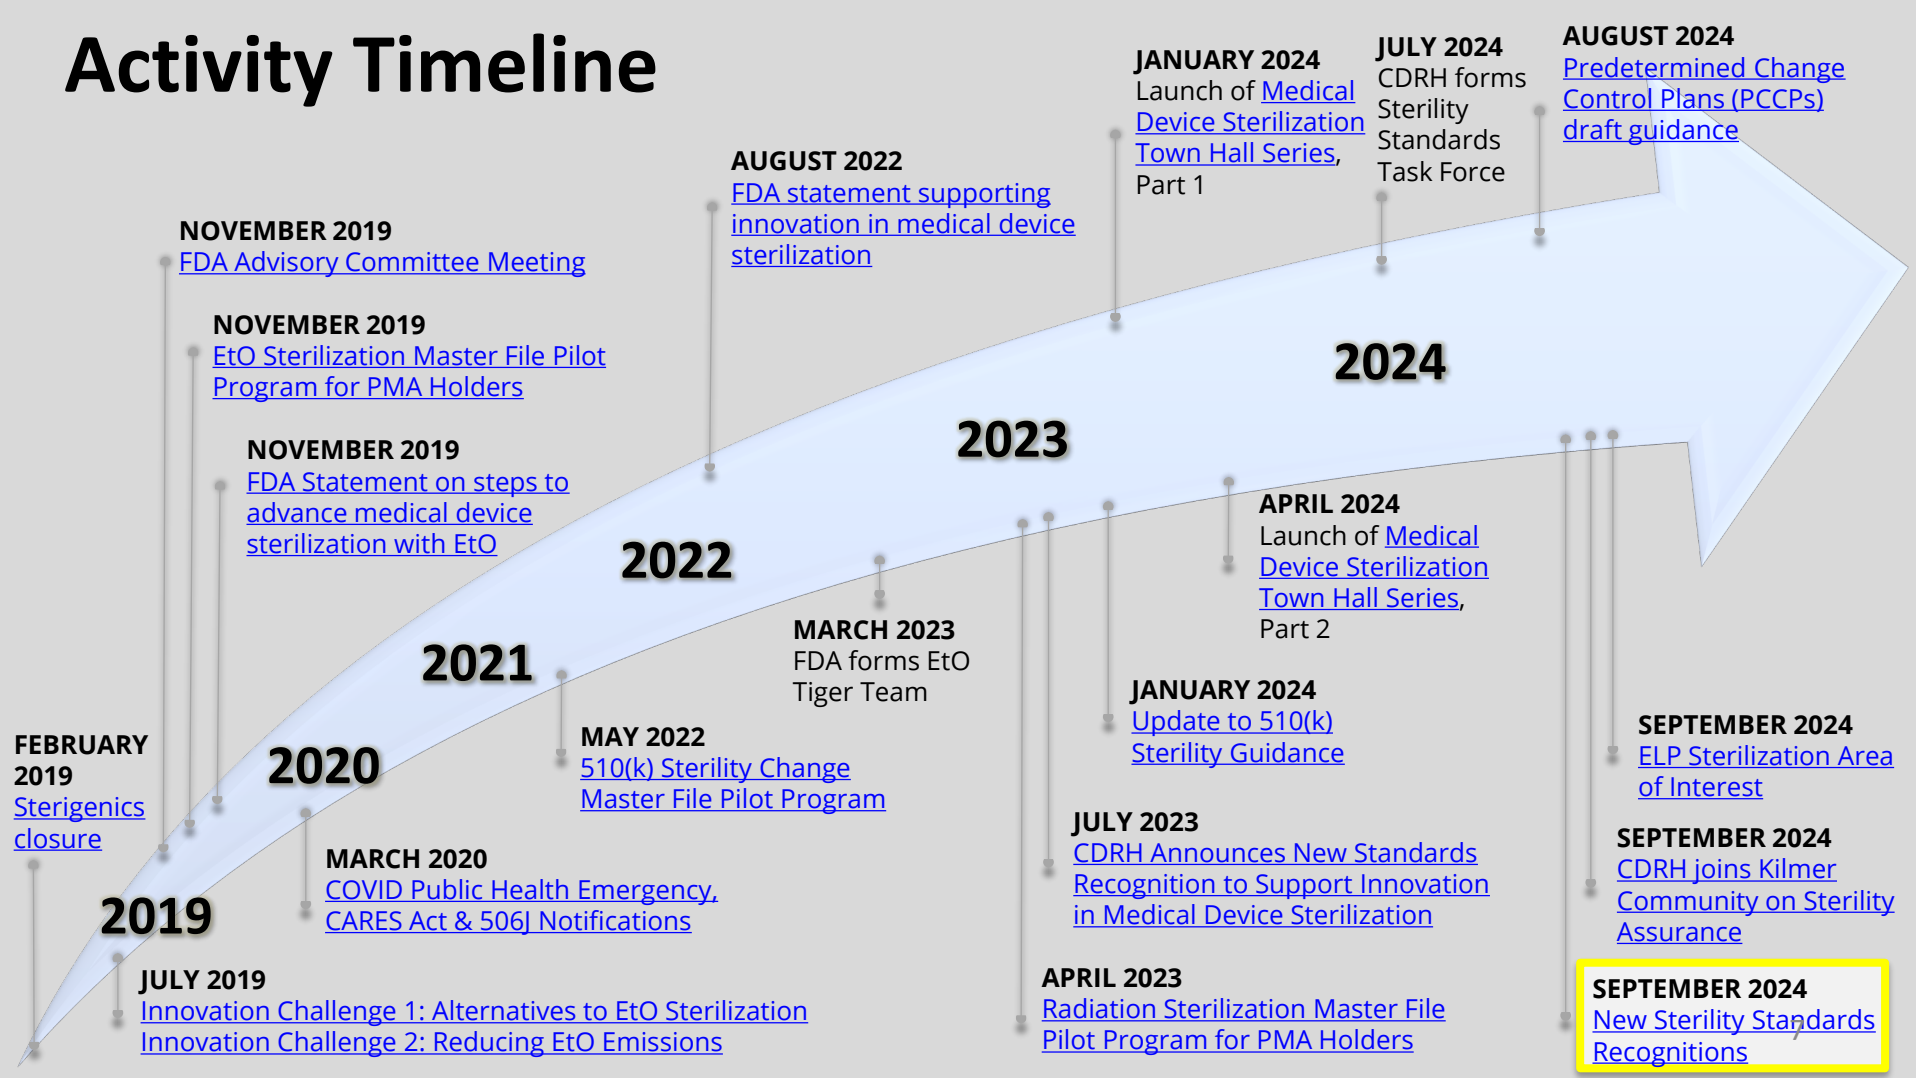 Activity Timeline
FEBRUARY
2019
Sterigenics
closure
2019
JULY 2019
Innovation Challenge 1: Alternatives to EtO Sterilization
Innovation Challenge 2: Reducing EtO Emissions
NOVEMBER 2019
FDA Advisory Committee Meeting
NOVEMBER 2019
EtO Sterilization Master File Pilot
Program for PMA Holders
NOVEMBER 2019
FDA Statement on steps to
advance medical device
sterilization with EtO
2020
MARCH 2020
COVID Public Health Emergency,
CARES Act & 506J Notifications
2021
2022
MAY 2022
510(k) Sterility Change
Master File Pilot Program
AUGUST 2022
FDA statement supporting
innovation in medical device
sterilization
2023
MARCH 2023
FDA forms EtO
Tiger Team
APRIL 2023
Radiation Sterilization Master File
Pilot Program for PMA Holders
JULY 2023
CDRH Announces New Standards
Recognition to Support Innovation
in Medical Device Sterilization
2024
JANUARY 2024
Update to 510(k)
Sterility Guidance
JANUARY 2024
Launch of Medical
Device Sterilization
Town Hall Series,
Part 1
APRIL 2024
Launch of Medical
Device Sterilization
Town Hall Series,
Part 2
JULY 2024
CDRH forms
Sterility
Standards
Task Force
AUGUST 2024
Predetermined Change
Control Plans (PCCPs)
draft guidance
SEPTEMBER 2024
ELP Sterilization Area
of Interest
SEPTEMBER 2024
CDRH joins Kilmer
Community on Sterility
Assurance
SEPTEMBER 2024
New Sterility Standards
Recognitions
7